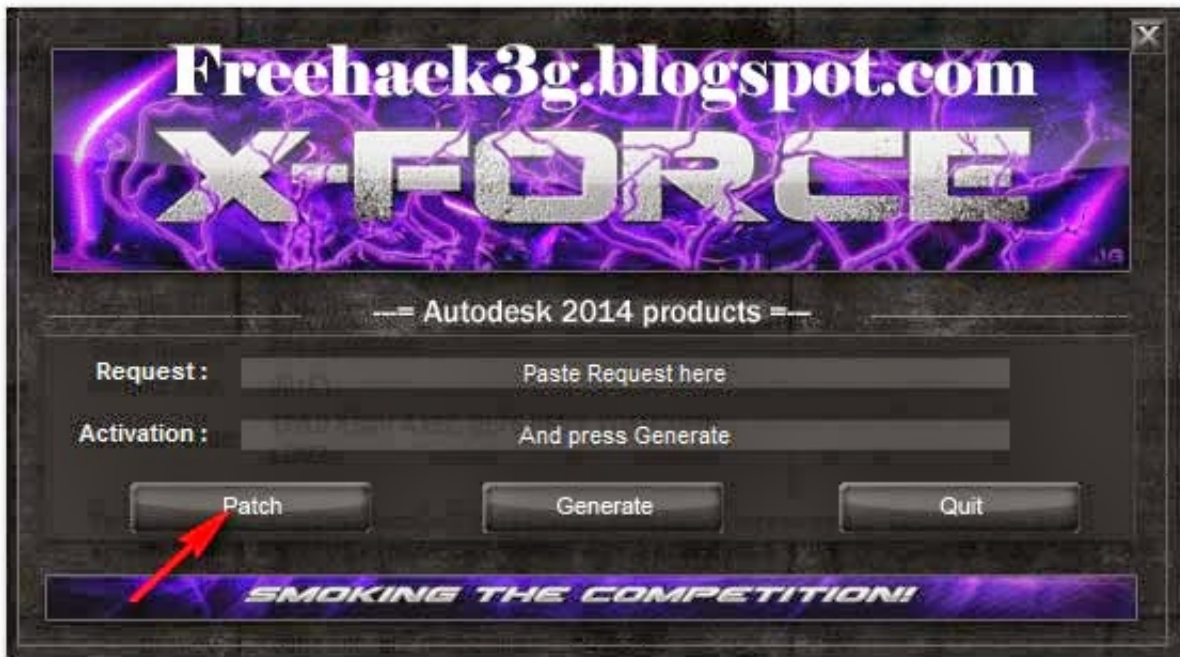 X
Freehack3g.blogspot.com
X-FORCE
---= Autodesk 2014 products =---
Request :
Paste Request here
Activation :
And press Generate
Patch
Generate
Quit
SMOKING THE COMPETITION!